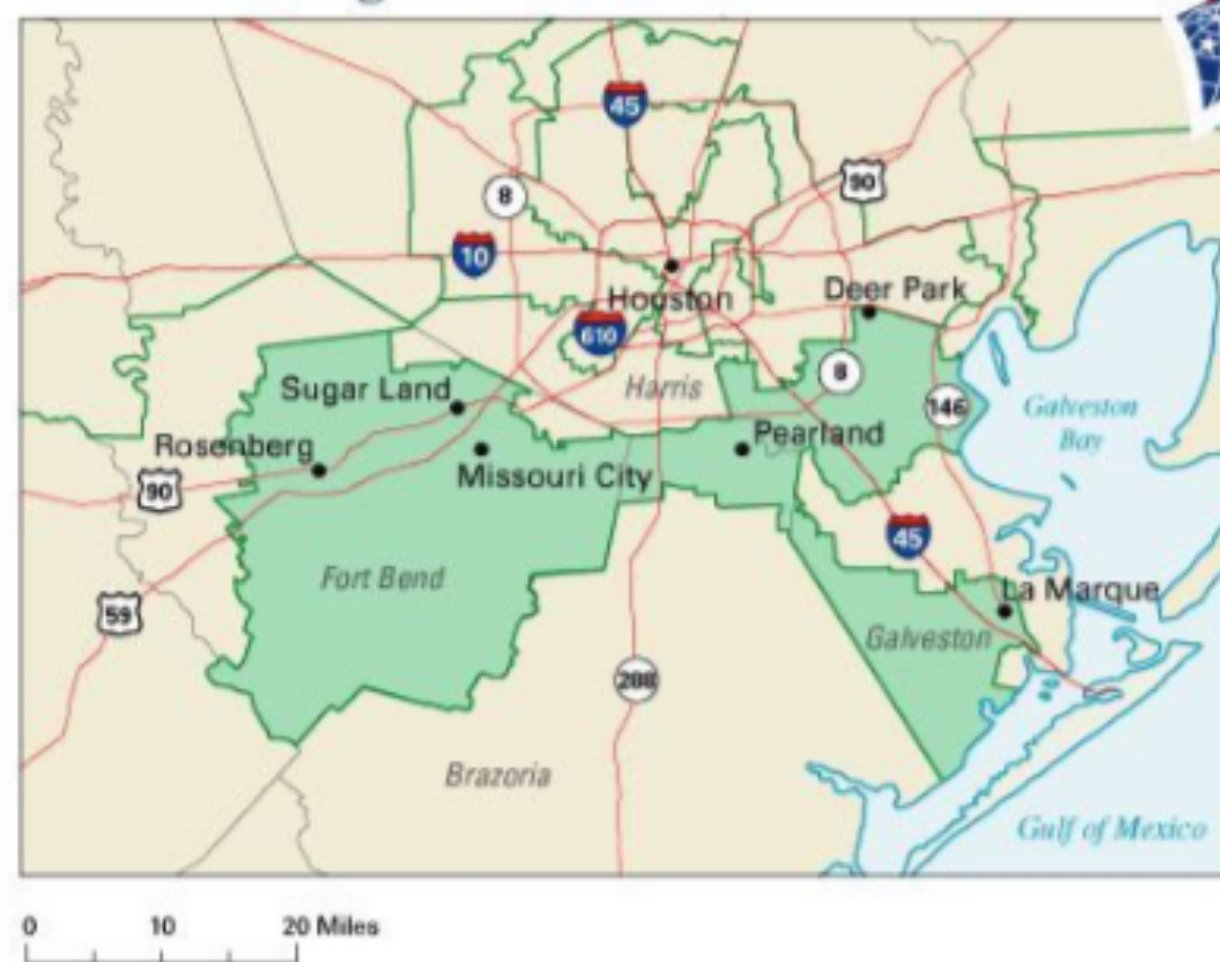 45
90
8
10
Houston
Deer Park
610
8
Harris
Sugar Land
146
Galveston
Bay
Rosenberg
Pearland
90
Missouri City
45
Fort Bend
La Marque
59
Galveston
288
Brazoria
Gulf of Mexico
0 10 20 Miles